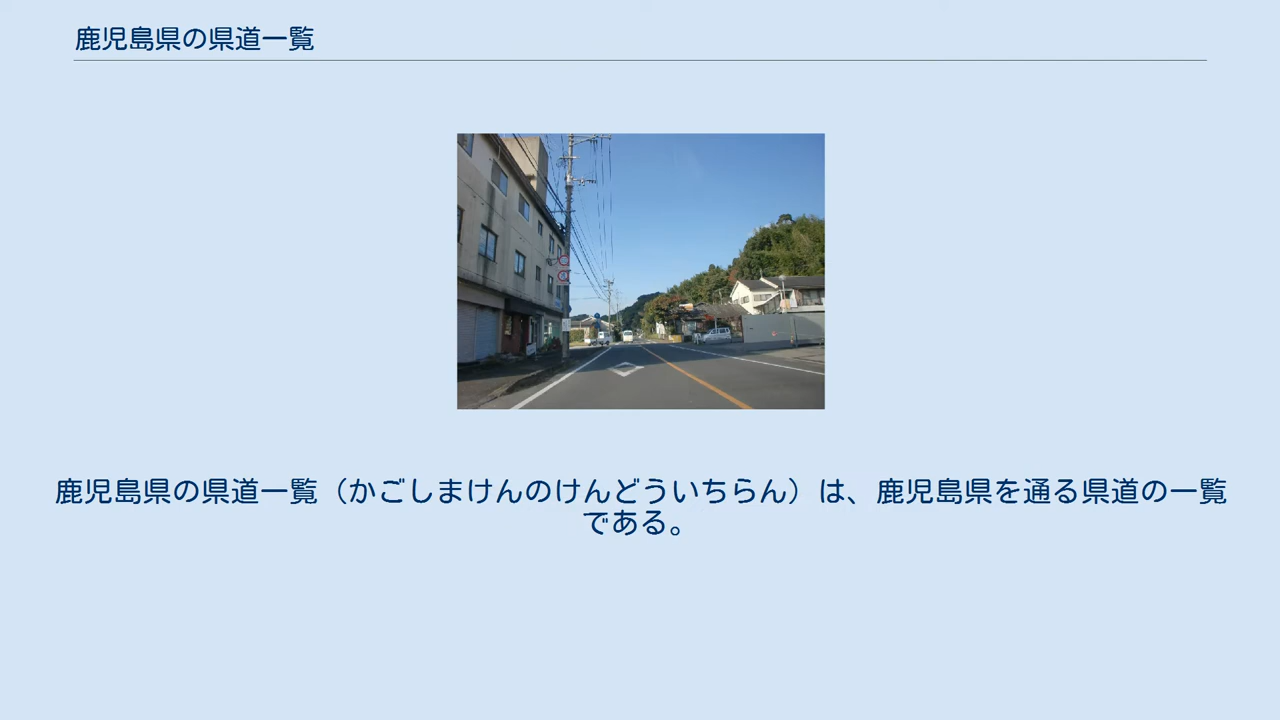 鹿児島県の県道一覧
鹿児島県の県道一覧（かごしまけんのけんどういちらん）は、鹿児島県を通る県道の一覧
である。